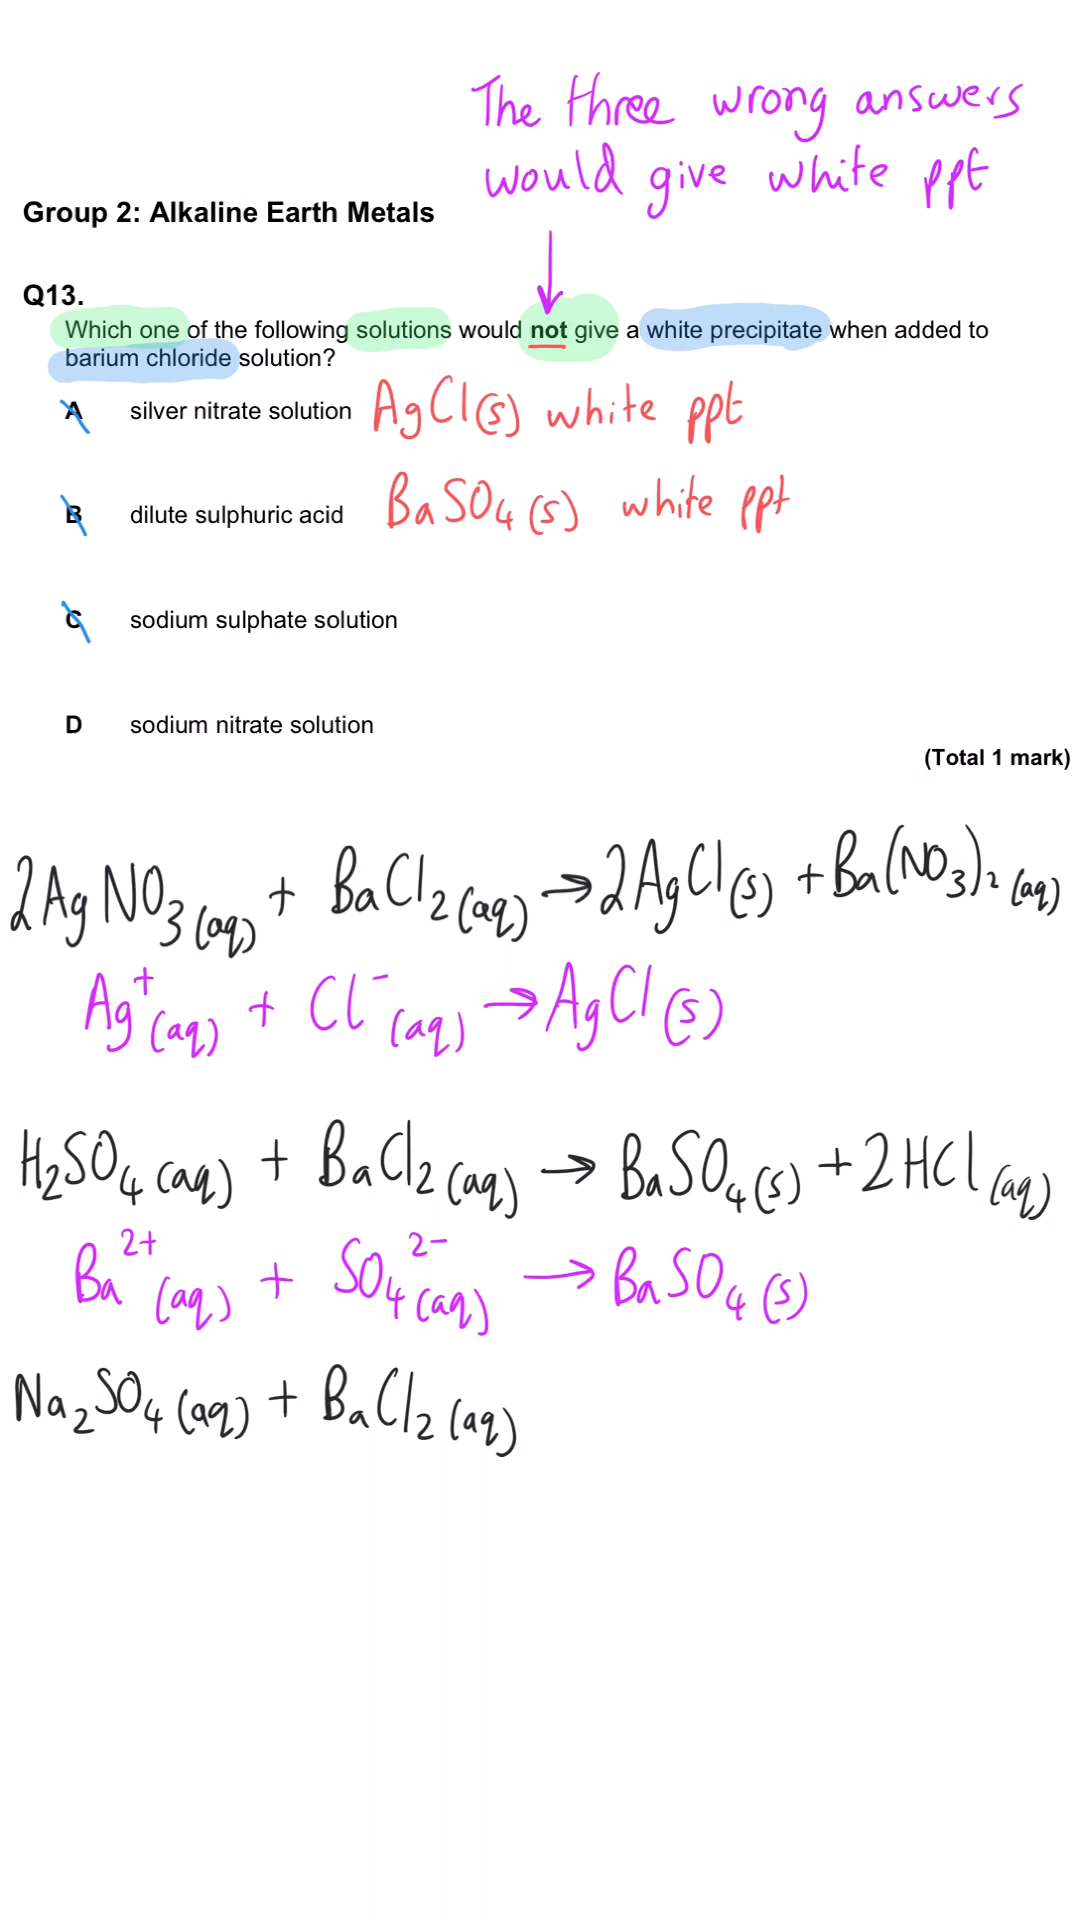 The three wrong answers
would give white ppt
Group 2: Alkaline Earth Metals
Q13.
Which one of the following solutions would not give a white precipitate when added to
barium chloride solution?
A silver nitrate solution AgCl(s) white ppt
B dilute sulphuric acid BaSO4(s) white ppt
C sodium sulphate solution
D sodium nitrate solution
(Total 1 mark)
2AgNO3(aq) + BaCl2(aq) → 2AgCl(s) + Ba(NO3)2(aq)
Ag+(aq) + Cl-(aq) → AgCl(s)
H2SO4(aq) + BaCl2(aq) → BaSO4(s) + 2HCl(aq)
Ba2+(aq) + SO42-(aq) → BaSO4(s)
Na2SO4(aq) + BaCl2(aq)